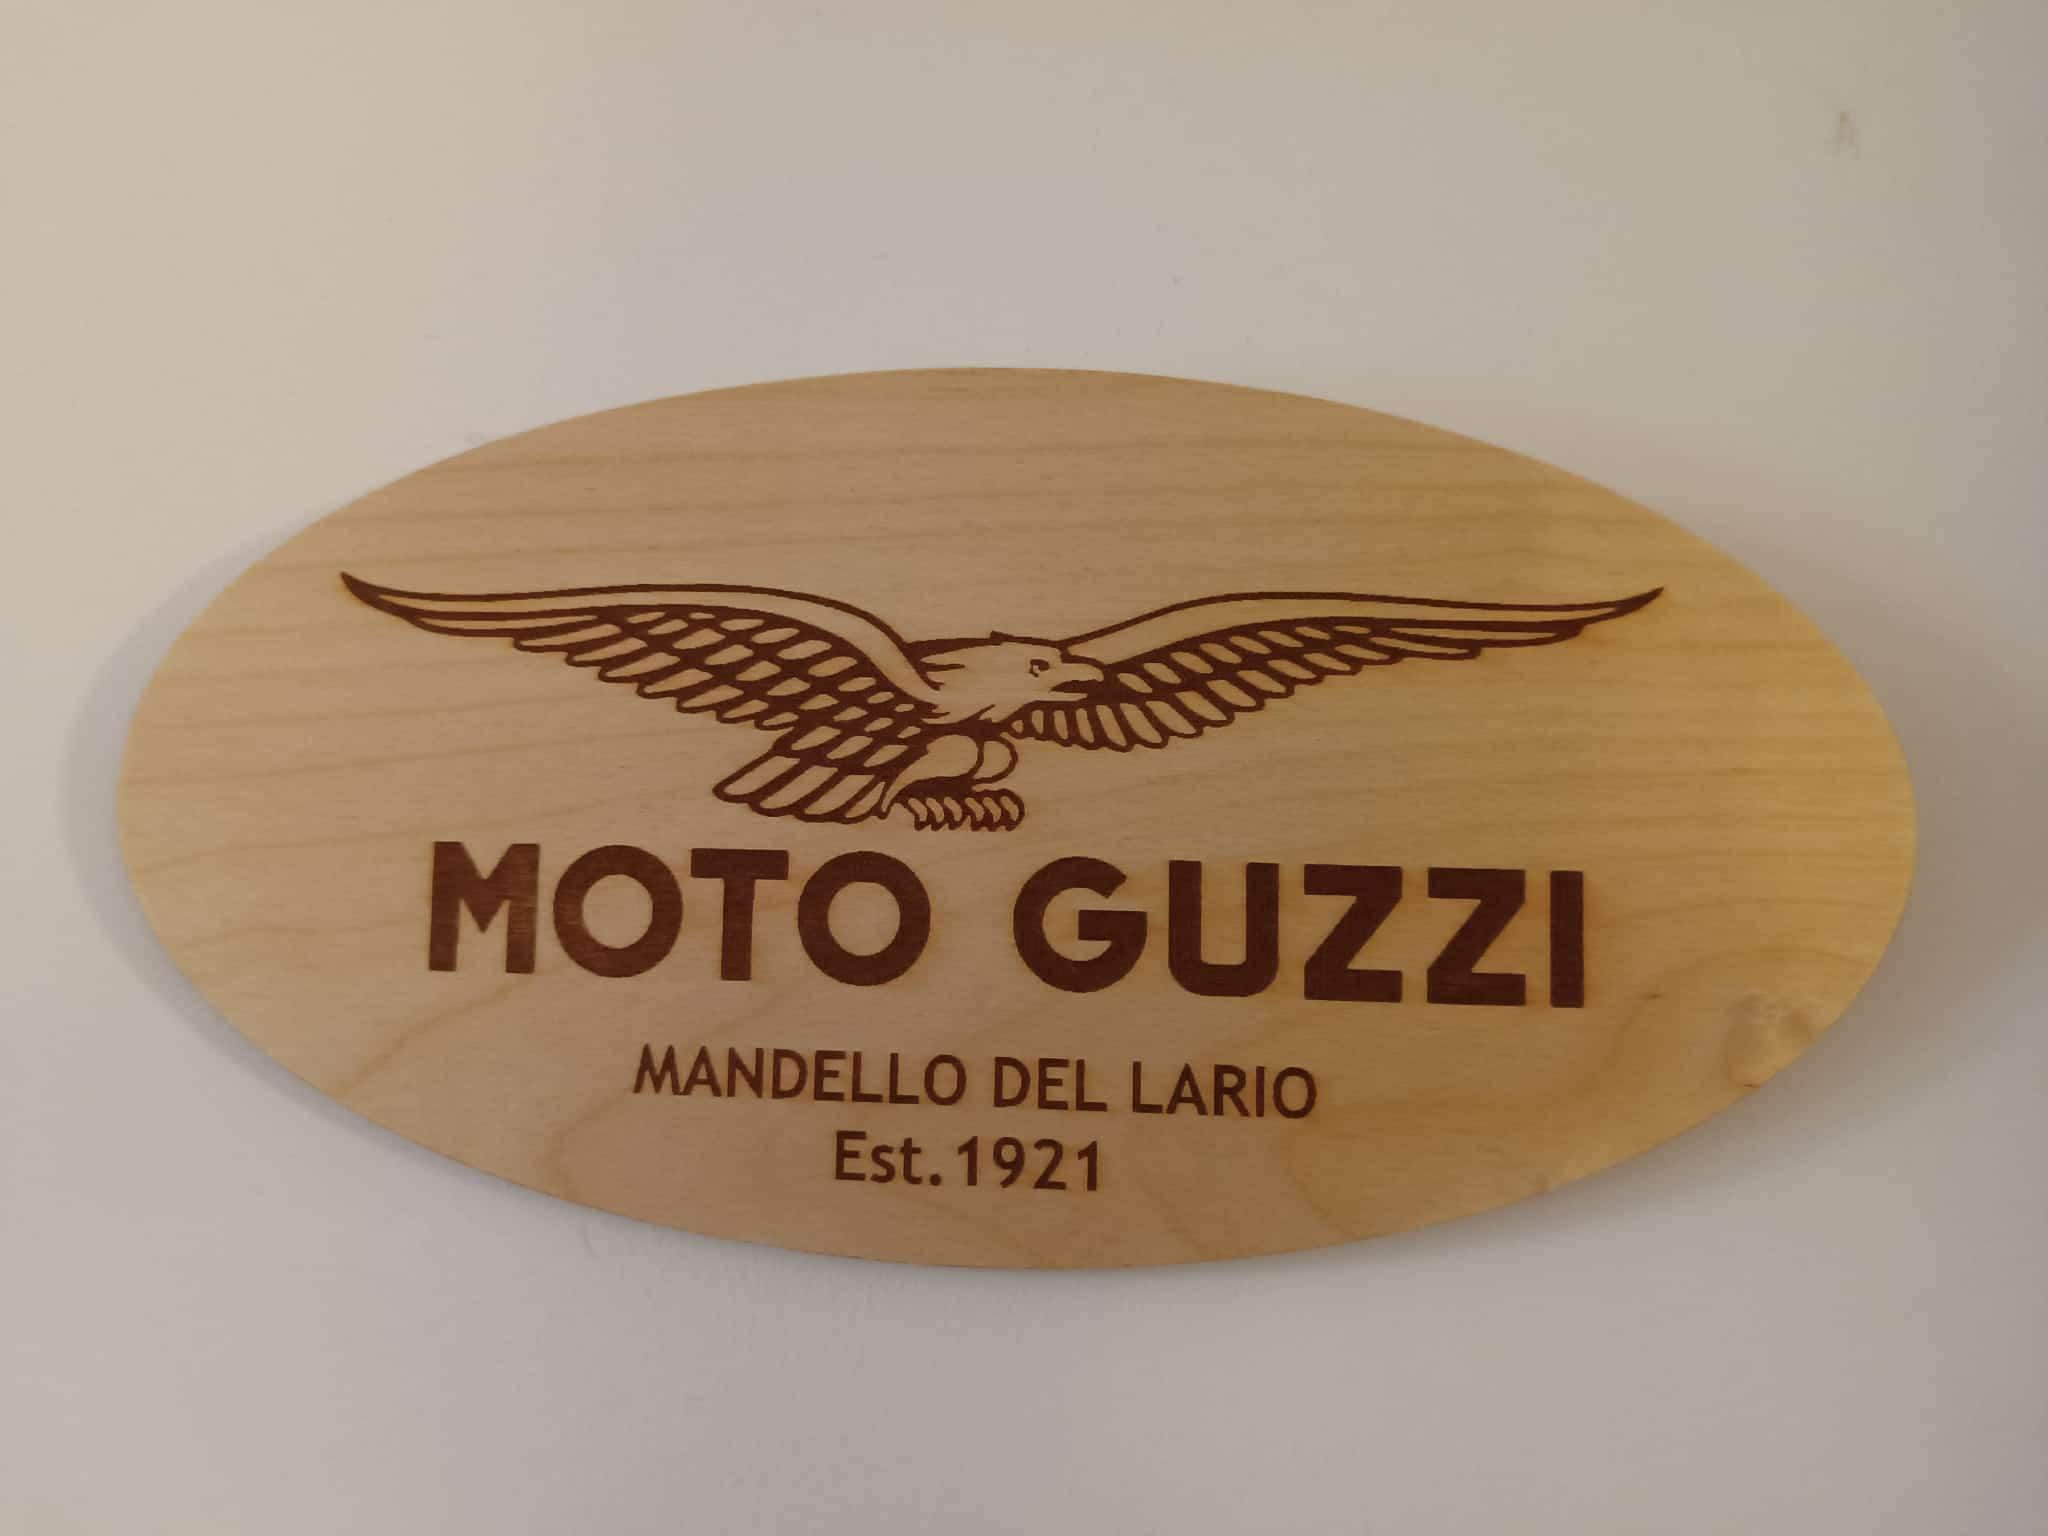 MOTO GUZZI
MANDELLO DEL LARIO
Est.1921